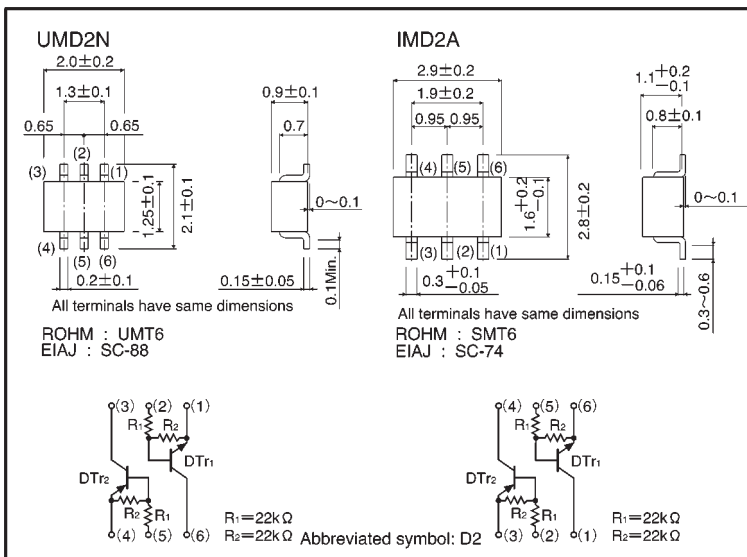 UMD2N
2.0±0.2
1.3±0.1
0.65
0.65
(2)
(3)
(1)
1.25±0.1
2.1±0.1
(4)
(5)
(6)
0.2±0.1
0.9±0.1
0.7
0~0.1
0.15±0.05
0.1Min.
All terminals have same dimensions
ROHM : UMT6
EIAJ : SC-88
IMD2A
2.9±0.2
1.9±0.2
0.95 0.95
(4) (5) (6)
1.6+0.2 −0.1
2.8±0.2
(3) (2) (1)
0.3+0.1 −0.05
1.1+0.2 −0.1
0.8±0.1
0~0.1
0.15+0.1 −0.06
0.3~0.6
All terminals have same dimensions
ROHM : SMT6
EIAJ : SC-74
(3) (2) (1)
R1
R2
DTr1
DTr2
R2
R1
(4) (5) (6)
R1=22kΩ
R2=22kΩ
Abbreviated symbol: D2
(4) (5) (6)
R1
R2
DTr1
DTr2
R2
R1
(3) (2) (1)
R1=22kΩ
R2=22kΩ